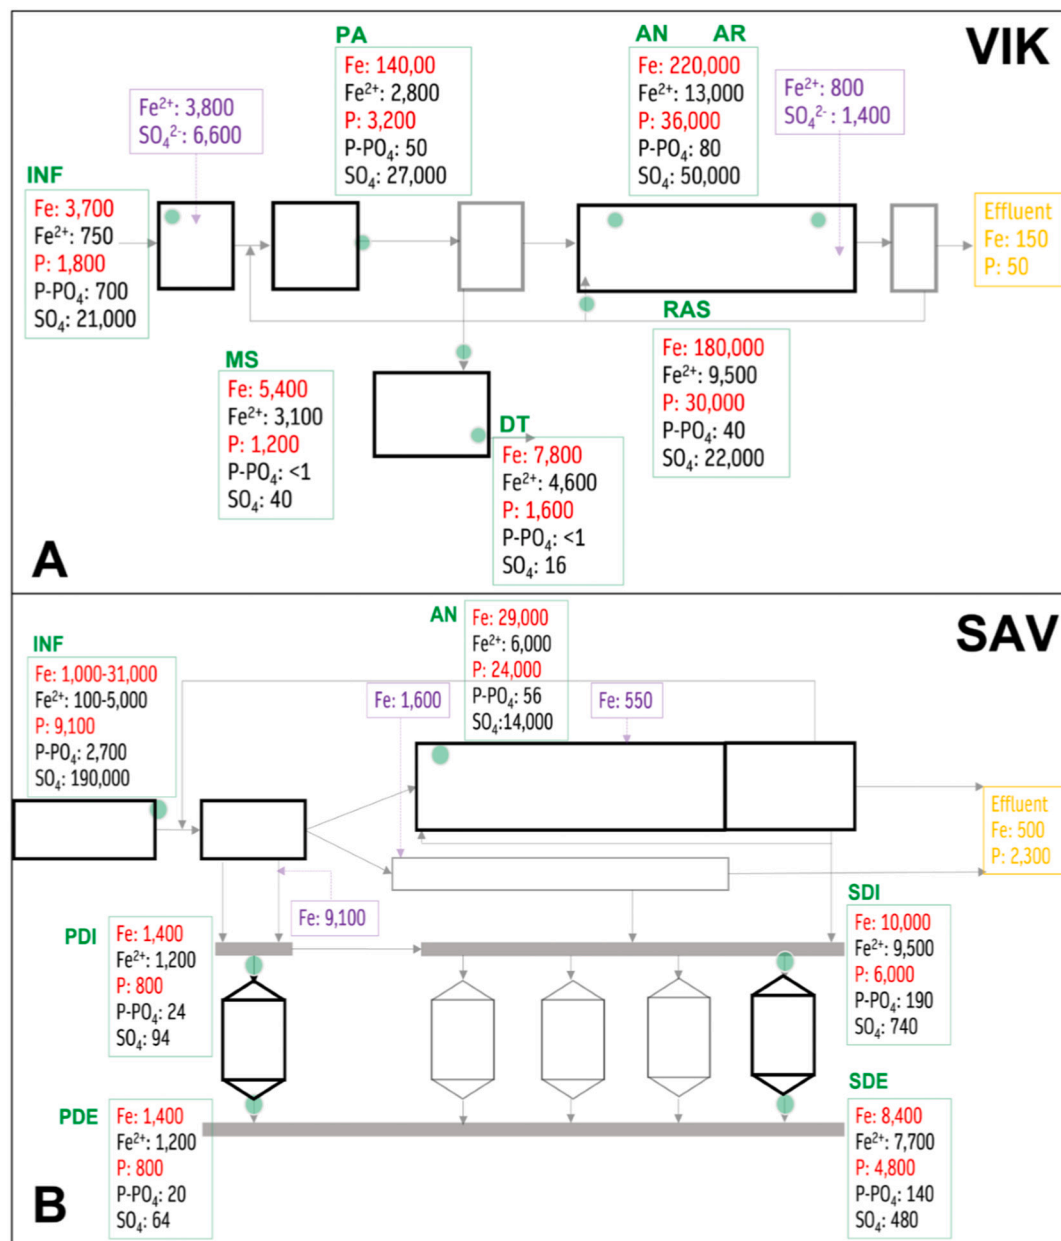 VIK
PA
Fe: 140,00
Fe²⁺: 2,800
P: 3,200
P-PO₄: 50
SO₄: 27,000
AN AR
Fe: 220,000
Fe²⁺: 13,000
P: 36,000
P-PO₄: 80
SO₄: 50,000
Fe²⁺: 3,800
SO₄²⁻: 6,600
Fe²⁺: 800
SO₄²⁻: 1,400
INF
Fe: 3,700
Fe²⁺: 750
P: 1,800
P-PO₄: 700
SO₄: 21,000
Effluent
Fe: 150
P: 50
RAS
Fe: 180,000
Fe²⁺: 9,500
P: 30,000
P-PO₄: 40
SO₄: 22,000
MS
Fe: 5,400
Fe²⁺: 3,100
P: 1,200
P-PO₄: <1
SO₄: 40
DT
Fe: 7,800
Fe²⁺: 4,600
P: 1,600
P-PO₄: <1
SO₄: 16
A
SAV
INF
Fe: 1,000-31,000
Fe²⁺: 100-5,000
P: 9,100
P-PO₄: 2,700
SO₄: 190,000
AN
Fe: 29,000
Fe²⁺: 6,000
P: 24,000
P-PO₄: 56
SO₄:14,000
Fe: 1,600
Fe: 550
Effluent
Fe: 500
P: 2,300
Fe: 9,100
PDI
Fe: 1,400
Fe²⁺: 1,200
P: 800
P-PO₄: 24
SO₄: 94
SDI
Fe: 10,000
Fe²⁺: 9,500
P: 6,000
P-PO₄: 190
SO₄: 740
PDE
Fe: 1,400
Fe²⁺: 1,200
P: 800
P-PO₄: 20
SO₄: 64
SDE
Fe: 8,400
Fe²⁺: 7,700
P: 4,800
P-PO₄: 140
SO₄: 480
B